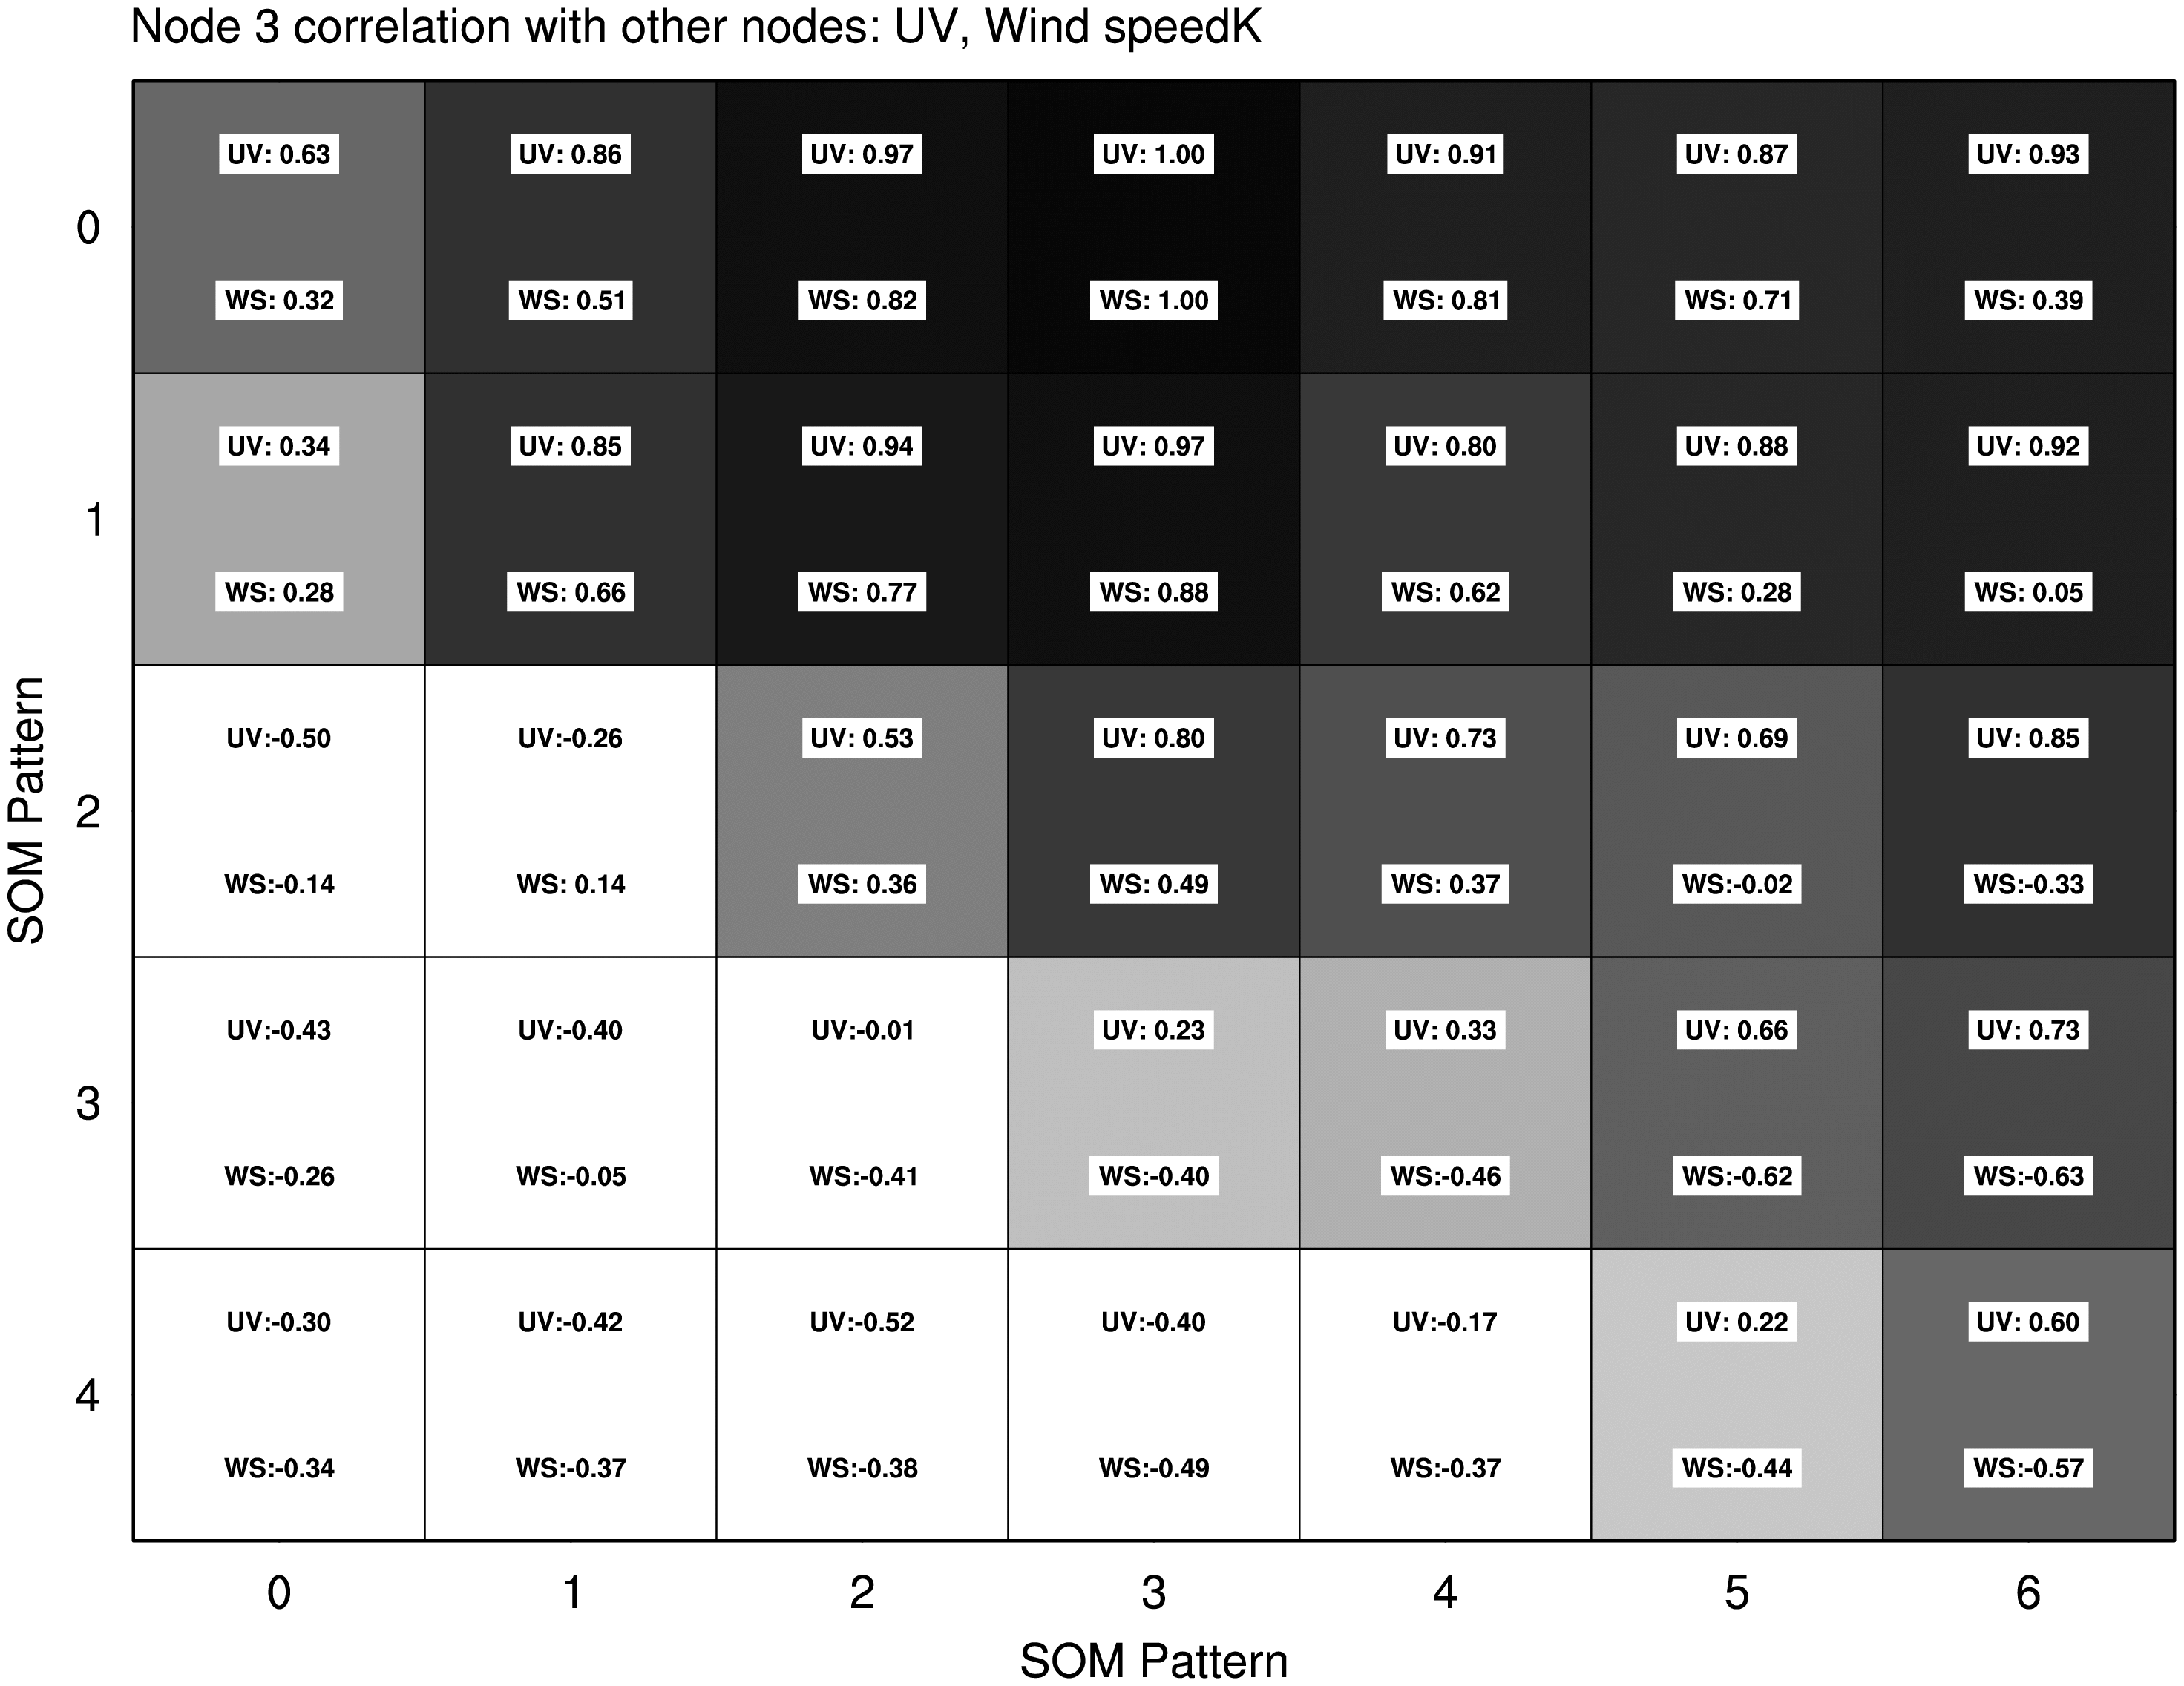 Node 3 correlation with other nodes: UV, Wind speedK
UV: 0.63 UV: 0.86 UV: 0.97 UV: 1.00 UV: 0.91 UV: 0.87 UV: 0.93
0
WS: 0.32 WS: 0.51 WS: 0.82 WS: 1.00 WS: 0.81 WS: 0.71 WS: 0.39
UV: 0.34 UV: 0.85 UV: 0.94 UV: 0.97 UV: 0.80 UV: 0.88 UV: 0.92
1
WS: 0.28 WS: 0.66 WS: 0.77 WS: 0.88 WS: 0.62 WS: 0.28 WS: 0.05
UV:-0.50 UV:-0.26 UV: 0.53 UV: 0.80 UV: 0.73 UV: 0.69 UV: 0.85
SOM Pattern
2
WS:-0.14 WS: 0.14 WS: 0.36 WS: 0.49 WS: 0.37 WS:-0.02 WS:-0.33
UV:-0.43 UV:-0.40 UV:-0.01 UV: 0.23 UV: 0.33 UV: 0.66 UV: 0.73
3
WS:-0.26 WS:-0.05 WS:-0.41 WS:-0.40 WS:-0.46 WS:-0.62 WS:-0.63
UV:-0.30 UV:-0.42 UV:-0.52 UV:-0.40 UV:-0.17 UV: 0.22 UV: 0.60
4
WS:-0.34 WS:-0.37 WS:-0.38 WS:-0.49 WS:-0.37 WS:-0.44 WS:-0.57
0 1 2 3 4 5 6
SOM Pattern